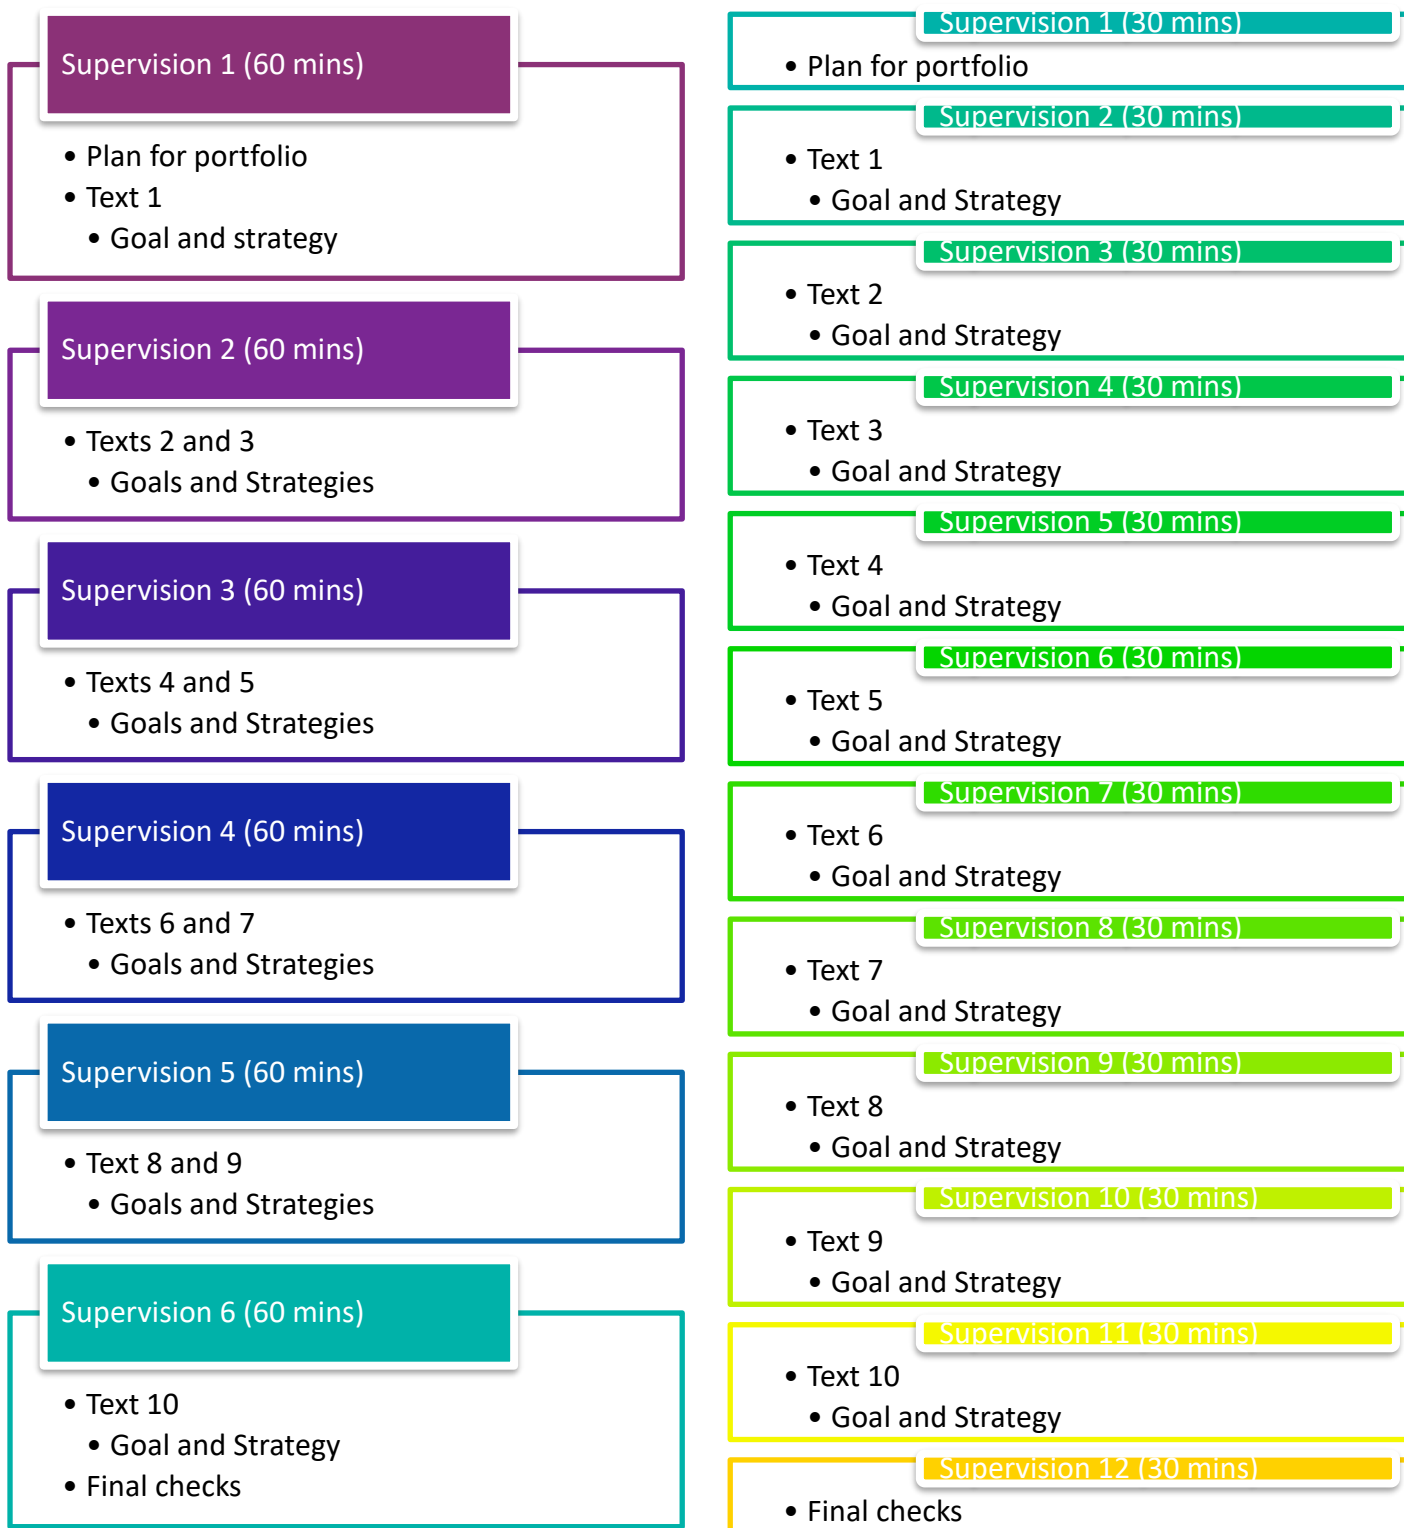 Supervision 1 (60 mins)
• Plan for portfolio
• Text 1
• Goal and strategy
Supervision 2 (60 mins)
• Texts 2 and 3
• Goals and Strategies
Supervision 3 (60 mins)
• Texts 4 and 5
• Goals and Strategies
Supervision 4 (60 mins)
• Texts 6 and 7
• Goals and Strategies
Supervision 5 (60 mins)
• Text 8 and 9
• Goals and Strategies
Supervision 6 (60 mins)
• Text 10
• Goal and Strategy
• Final checks
Supervision 1 (30 mins)
• Plan for portfolio
Supervision 2 (30 mins)
• Text 1
• Goal and Strategy
Supervision 3 (30 mins)
• Text 2
• Goal and Strategy
Supervision 4 (30 mins)
• Text 3
• Goal and Strategy
Supervision 5 (30 mins)
• Text 4
• Goal and Strategy
Supervision 6 (30 mins)
• Text 5
• Goal and Strategy
Supervision 7 (30 mins)
• Text 6
• Goal and Strategy
Supervision 8 (30 mins)
• Text 7
• Goal and Strategy
Supervision 9 (30 mins)
• Text 8
• Goal and Strategy
Supervision 10 (30 mins)
• Text 9
• Goal and Strategy
Supervision 11 (30 mins)
• Text 10
• Goal and Strategy
Supervision 12 (30 mins)
• Final checks